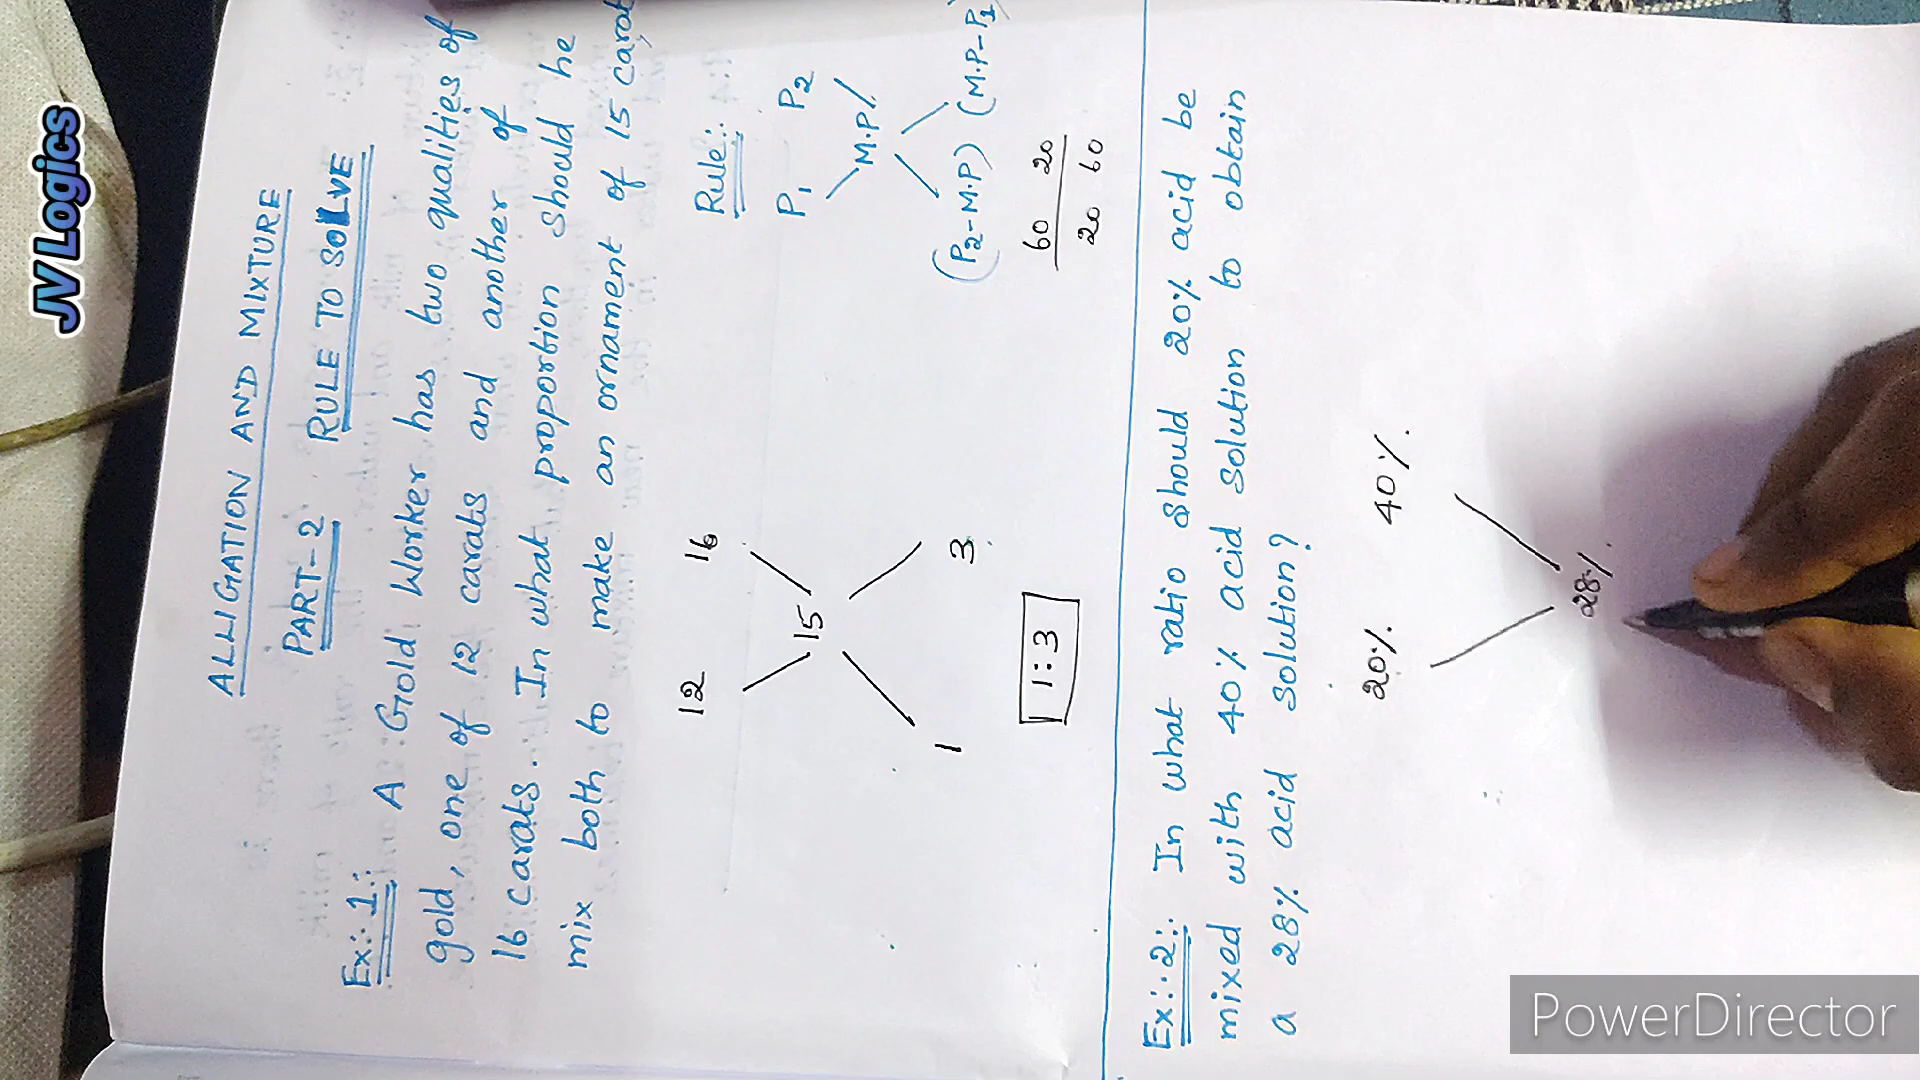 JV Logics
ALLIGATION AND MIXTURE
PART-2 RULE TO SOLVE
Ex:-1:- A Gold Worker has two qualities of
gold, one of 12 carats and another of
16 carats. In what proportion should he
mix both to make an ornament of 15 carat
12 16
15
1 3
1:3
Rule:-
P1 P2
M.P
(P2-M.P) (M.P-P1)
60 20
20 60
Ex:-2:- In what ratio should 20% acid be
mixed with 40% acid solution to obtain
a 28% acid solution?
20% 40%
28%
PowerDirector